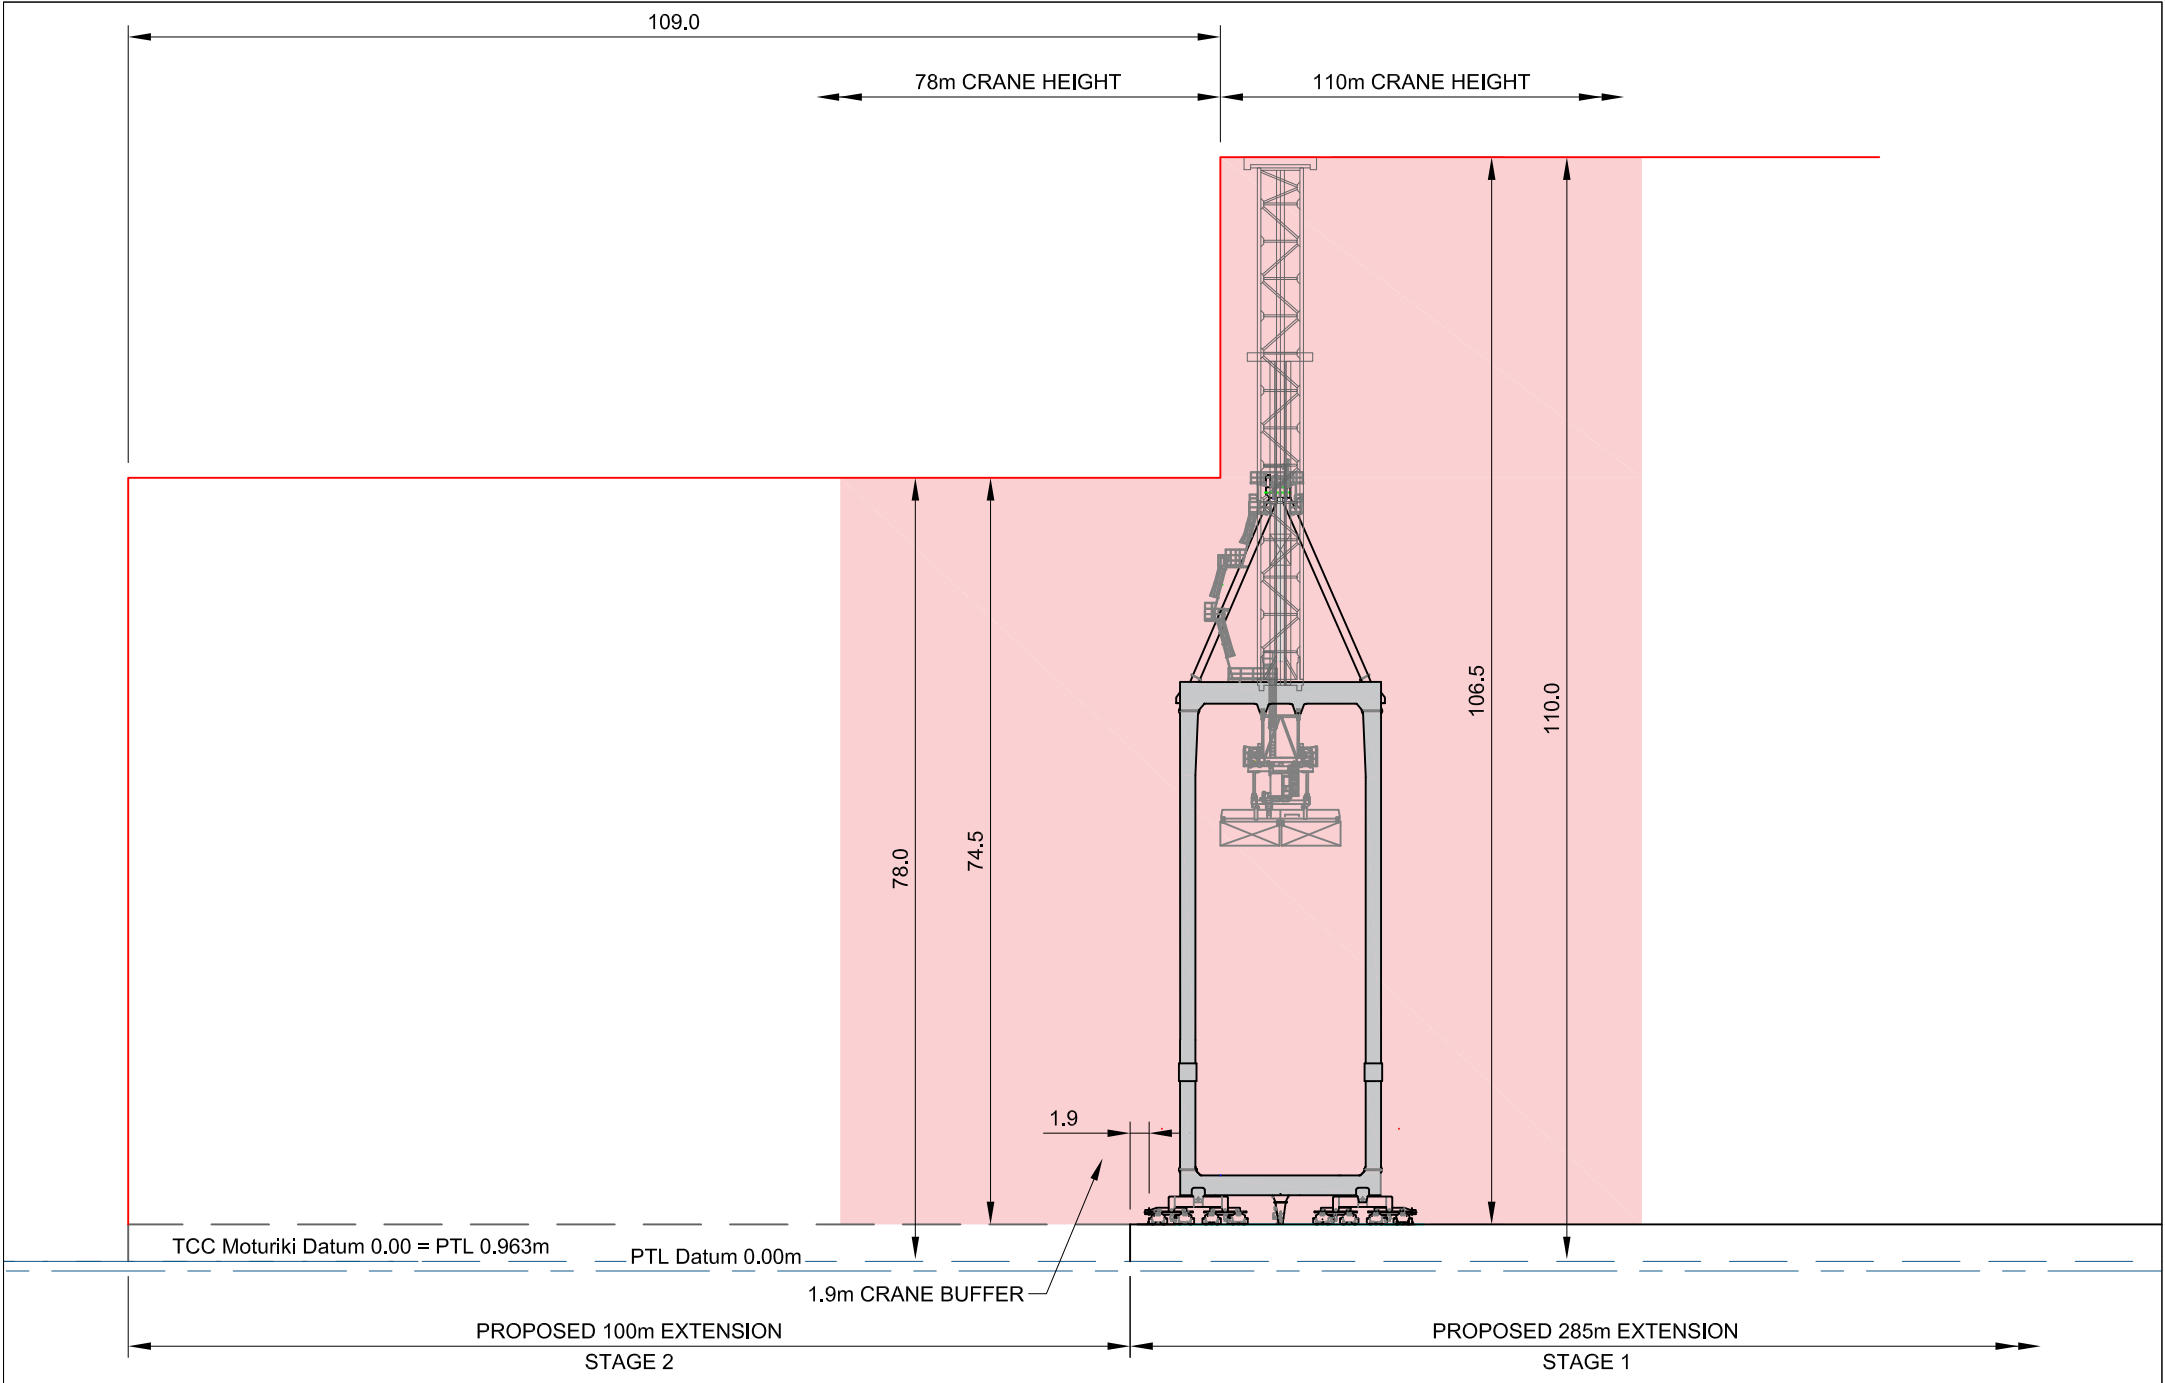 109.0
78m CRANE HEIGHT
110m CRANE HEIGHT
106.5
110.0
78.0
74.5
1.9
TCC Moturiki Datum 0.00 = PTL 0.963m
PTL Datum 0.00m
1.9m CRANE BUFFER
PROPOSED 100m EXTENSION
STAGE 2
PROPOSED 285m EXTENSION
STAGE 1